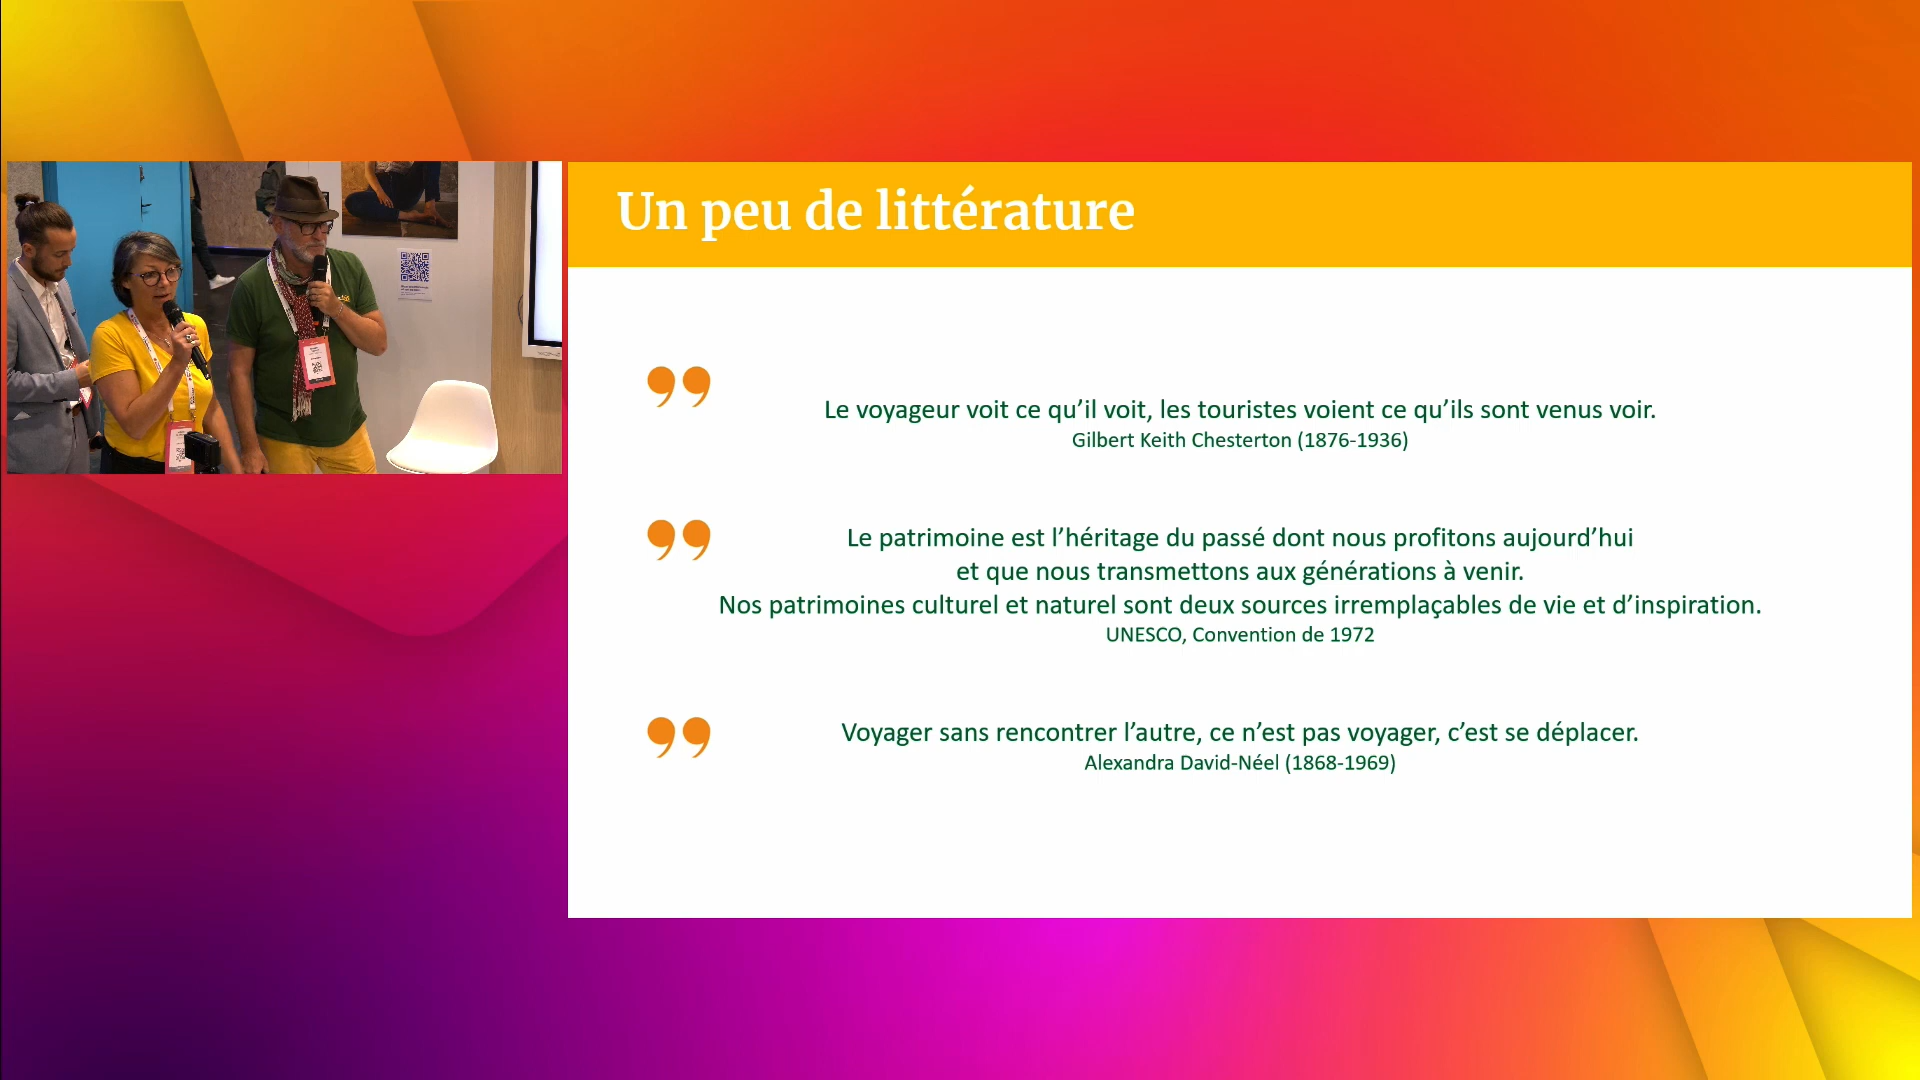 Un peu de littérature
Le voyageur voit ce qu’il voit, les touristes voient ce qu’ils sont venus voir.
Gilbert Keith Chesterton (1876-1936)
Le patrimoine est l’héritage du passé dont nous profitons aujourd’hui
et que nous transmettons aux générations à venir.
Nos patrimoines culturel et naturel sont deux sources irremplaçables de vie et d’inspiration.
UNESCO, Convention de 1972
Voyager sans rencontrer l’autre, ce n’est pas voyager, c’est se déplacer.
Alexandra David-Néel (1868-1969)